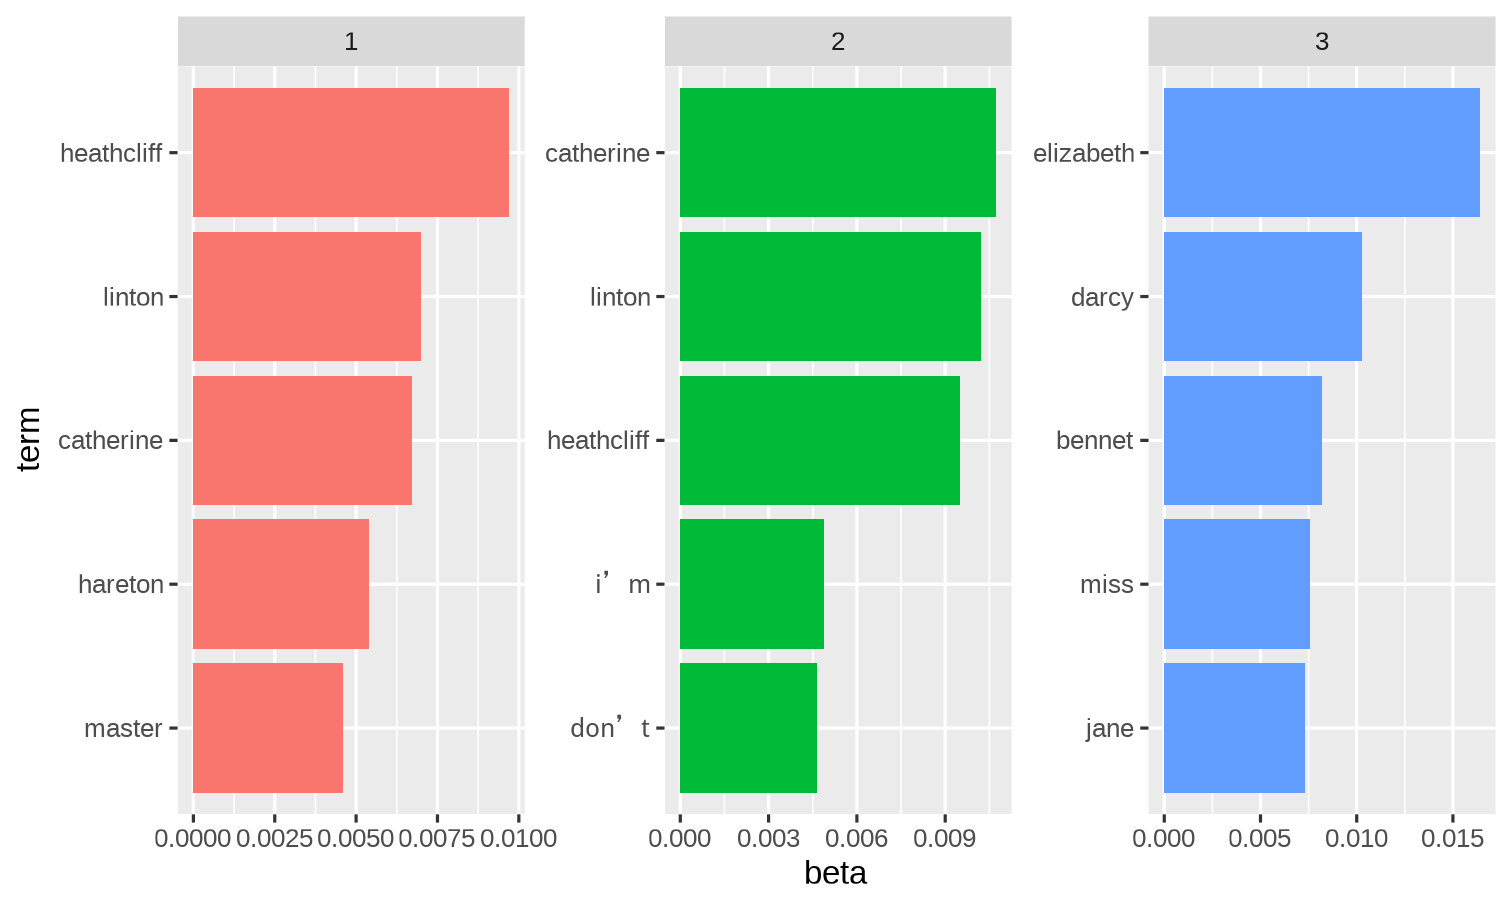 1
2
3
term
heathcliff
linton
catherine
hareton
master
0.0000 0.0025 0.0050 0.0075 0.0100
catherine
linton
heathcliff
i’m
don’t
0.000 0.003 0.006 0.009
elizabeth
darcy
bennet
miss
jane
0.000 0.005 0.010 0.015
beta